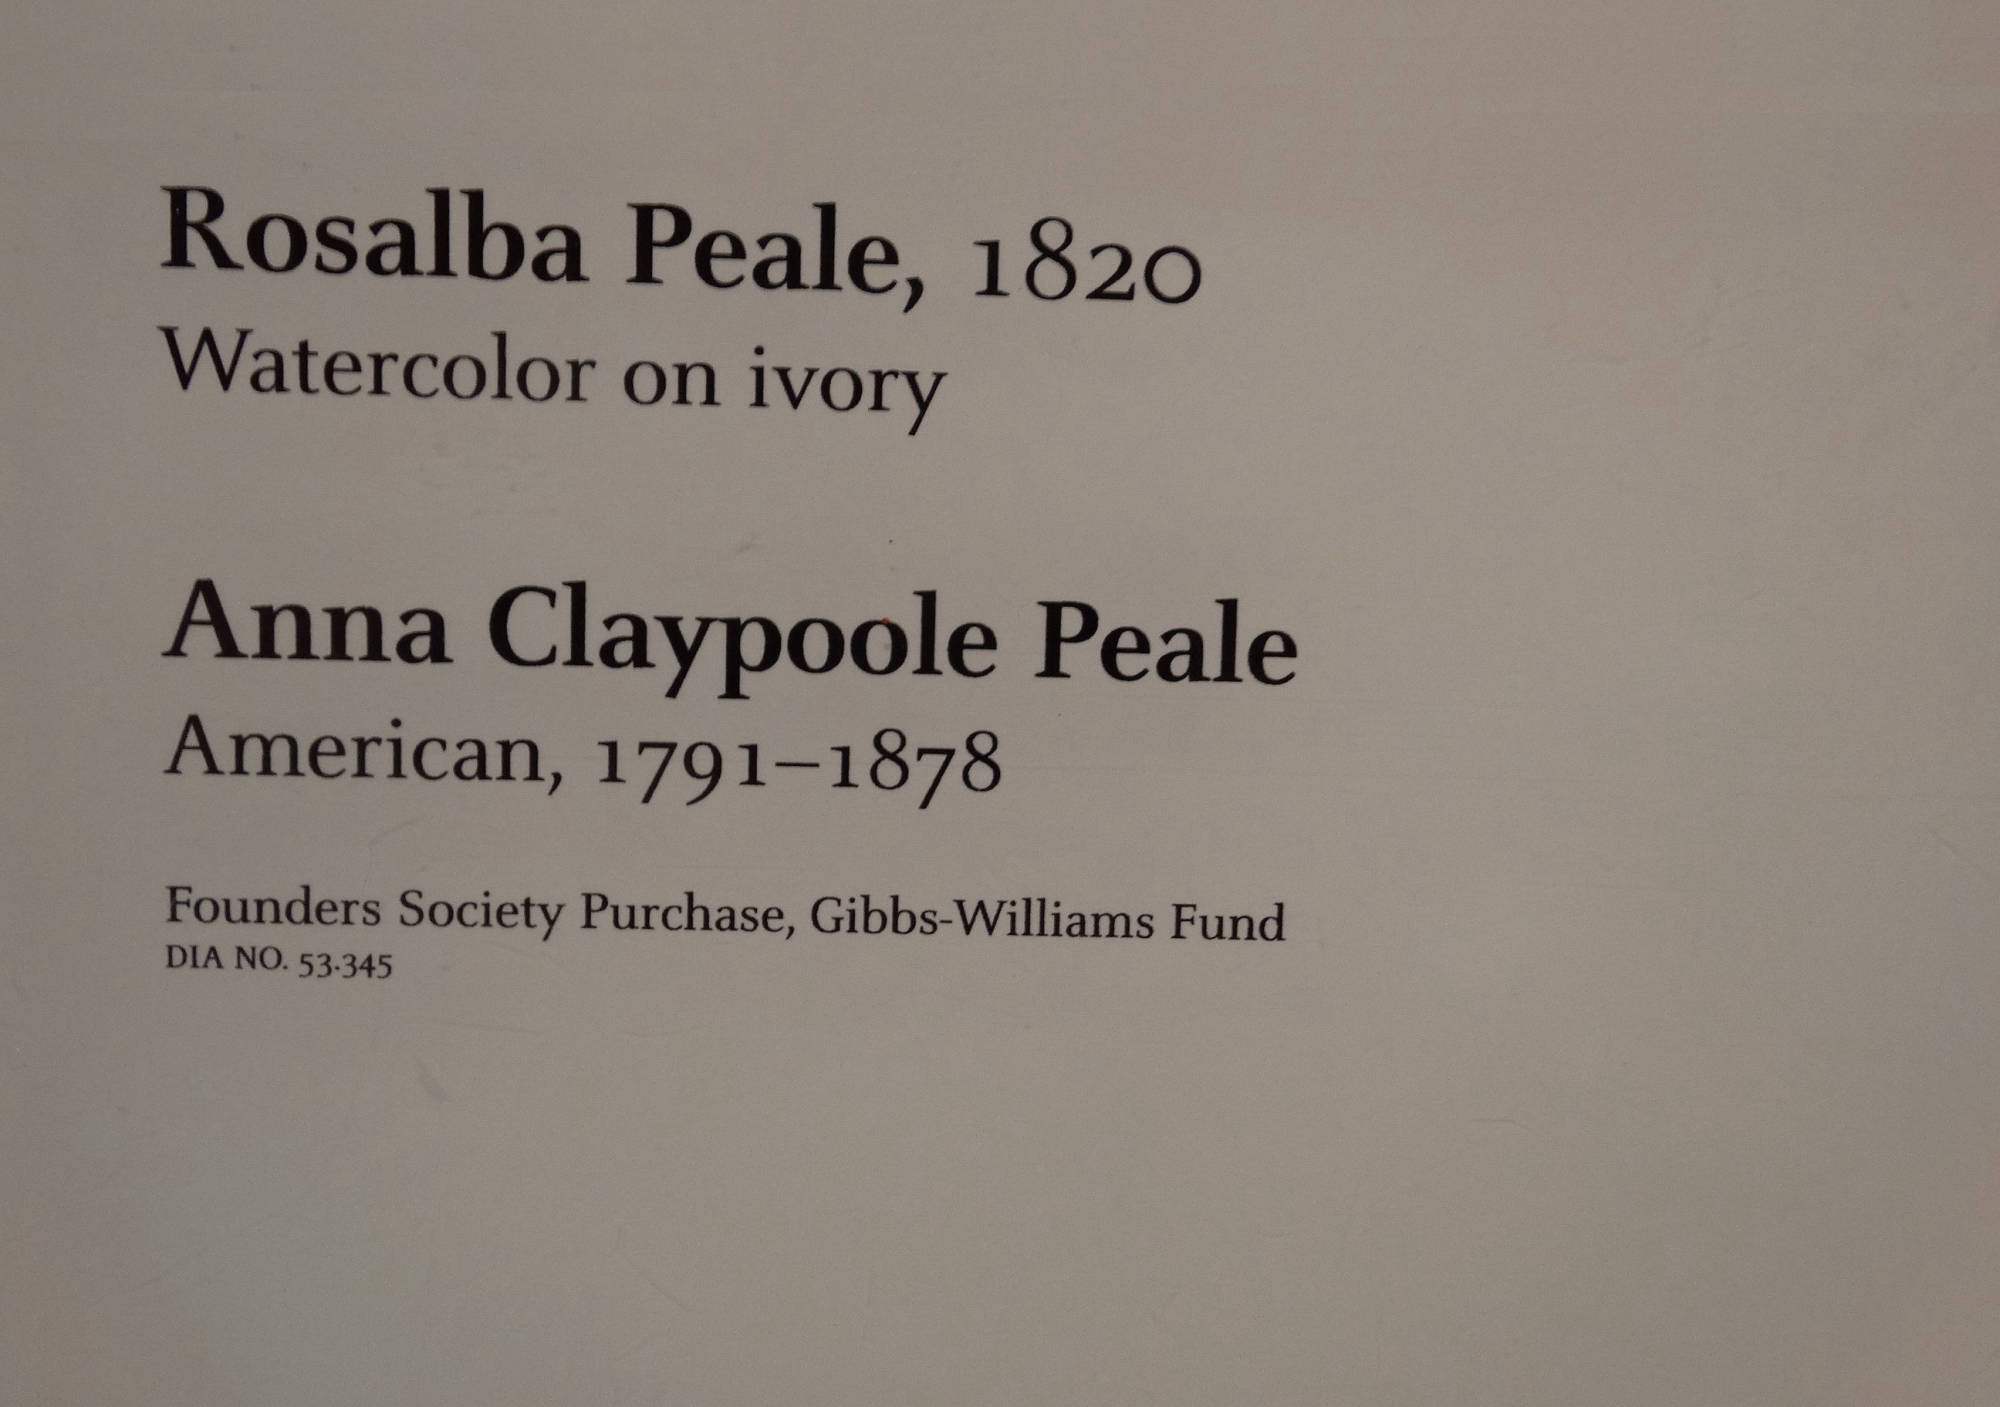 Rosalba Peale, 1820
Watercolor on ivory
Anna Claypoole Peale
American, 1791–1878
Founders Society Purchase, Gibbs-Williams Fund
DIA NO. 53.345